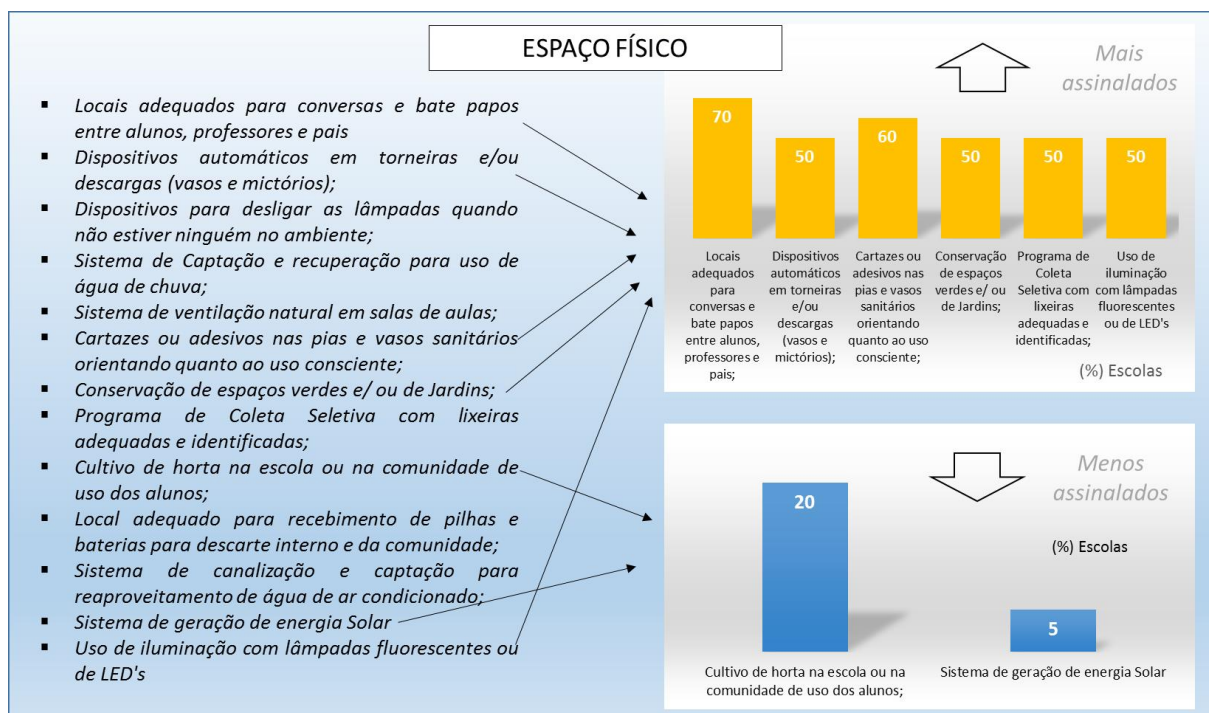 ESPAÇO FÍSICO
▪ Locais adequados para conversas e bate papos
entre alunos, professores e pais
▪ Dispositivos automáticos em torneiras e/ou
descargas (vasos e mictórios);
▪ Dispositivos para desligar as lâmpadas quando
não estiver ninguém no ambiente;
▪ Sistema de Captação e recuperação para uso de
água de chuva;
▪ Sistema de ventilação natural em salas de aulas;
▪ Cartazes ou adesivos nas pias e vasos sanitários
orientando quanto ao uso consciente;
▪ Conservação de espaços verdes e/ ou de Jardins;
▪ Programa de Coleta Seletiva com lixeiras
adequadas e identificadas;
▪ Cultivo de horta na escola ou na comunidade de
uso dos alunos;
▪ Local adequado para recebimento de pilhas e
baterias para descarte interno e da comunidade;
▪ Sistema de canalização e captação para
reaproveitamento de água de ar condicionado;
▪ Sistema de geração de energia Solar
▪ Uso de iluminação com lâmpadas fluorescentes ou
de LED's
Mais
assinalados
70
50
60
50
50
50
Locais
adequados
para
conversas e
bate papos
entre alunos,
professores e
pais;
Dispositivos
automáticos
em torneiras
e/ou
descargas
(vasos e
mictórios);
Cartazes ou
adesivos nas
pias e vasos
sanitários
orientando
quanto ao uso
consciente;
Conservação
de espaços
verdes e/ ou
de Jardins;
Programa de
Coleta
Seletiva com
lixeiras
adequadas e
identificadas;
Uso de
iluminação
com lâmpadas
fluorescentes
ou de LED's
(%) Escolas
Menos
assinalados
20
(%) Escolas
5
Cultivo de horta na escola ou na
comunidade de uso dos alunos;
Sistema de geração de energia Solar